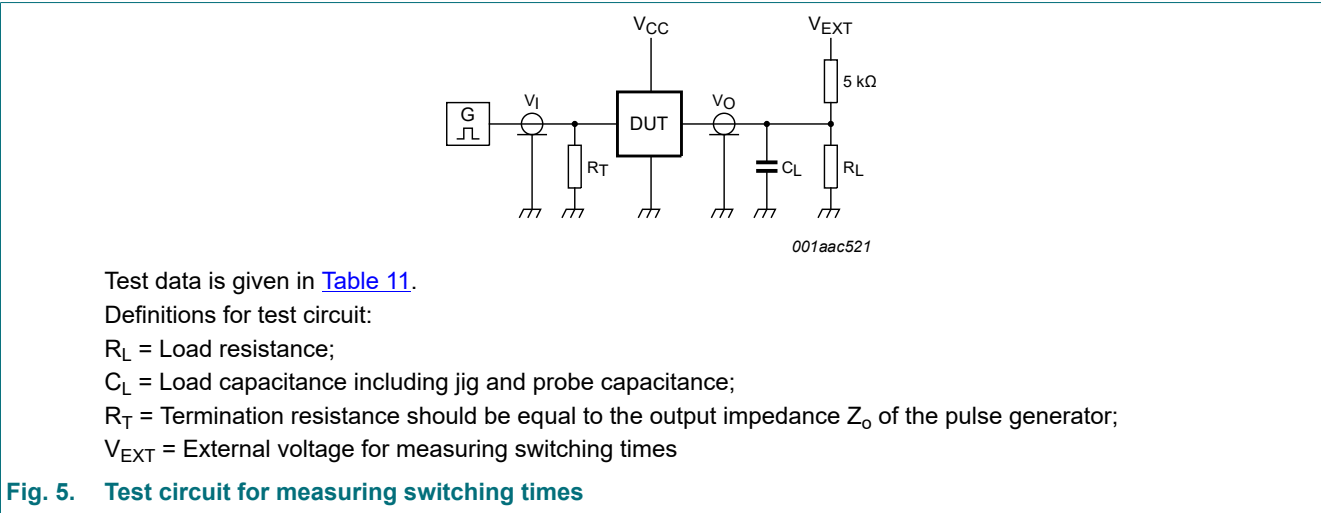 VCC
VEXT
5 kΩ
G
VI
DUT
VO
RT
CL
RL
001aac521
Test data is given in Table 11.
Definitions for test circuit:
RL = Load resistance;
CL = Load capacitance including jig and probe capacitance;
RT = Termination resistance should be equal to the output impedance Zo of the pulse generator;
VEXT = External voltage for measuring switching times
Fig. 5. Test circuit for measuring switching times